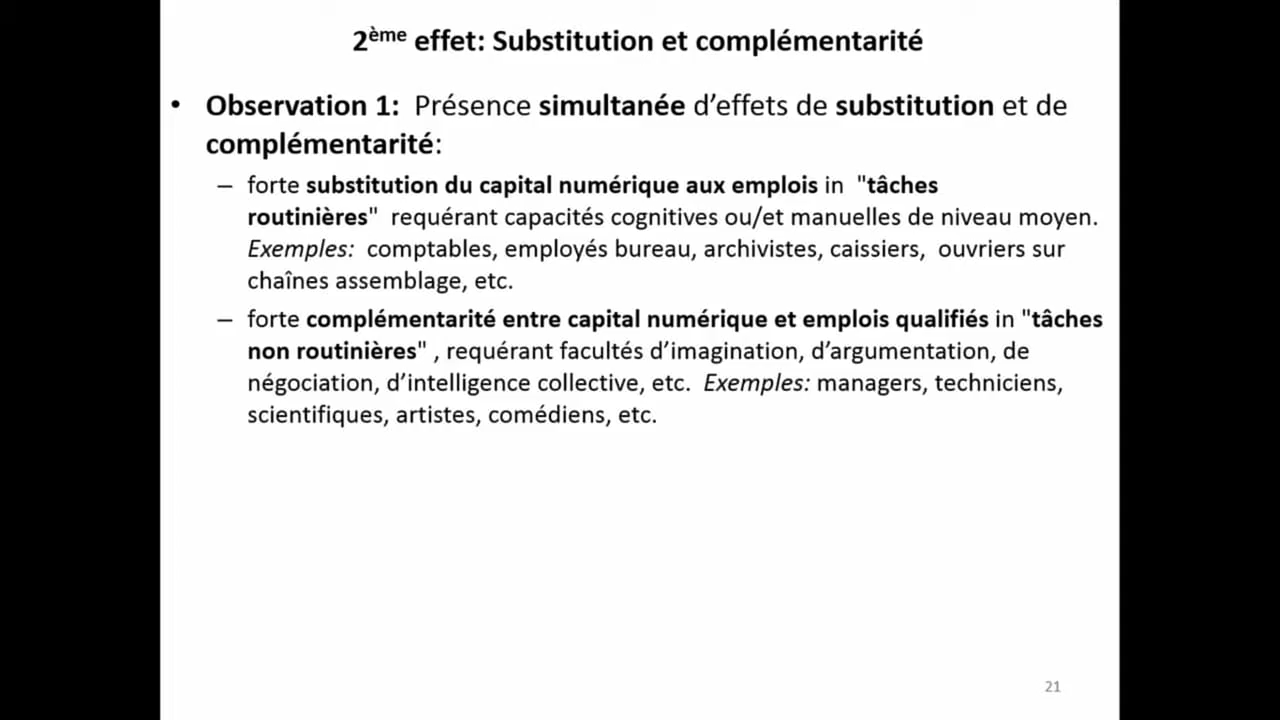 2ème effet: Substitution et complémentarité
• Observation 1: Présence simultanée d’effets de substitution et de
complémentarité:
– forte substitution du capital numérique aux emplois in "tâches
routinières" requérant capacités cognitives ou/et manuelles de niveau moyen.
Exemples: comptables, employés bureau, archivistes, caissiers, ouvriers sur
chaînes assemblage, etc.
– forte complémentarité entre capital numérique et emplois qualifiés in "tâches
non routinières" , requérant facultés d’imagination, d’argumentation, de
négociation, d’intelligence collective, etc. Exemples: managers, techniciens,
scientifiques, artistes, comédiens, etc.
21